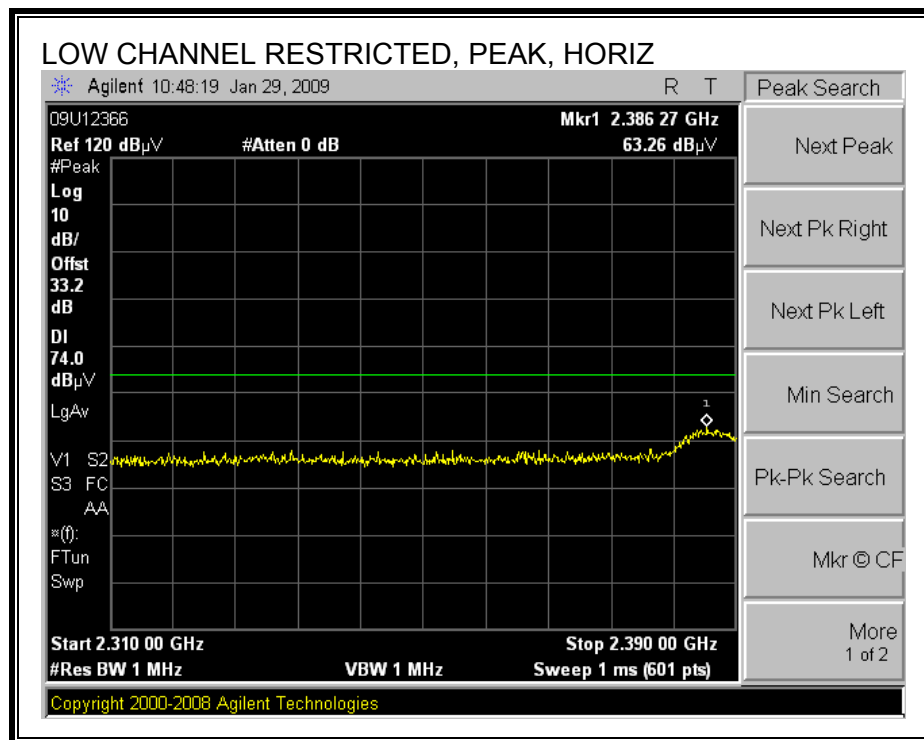 LOW CHANNEL RESTRICTED, PEAK, HORIZ
Agilent 10:48:19 Jan 29, 2009 R T
Peak Search
09U12366 Mkr1 2.386 27 GHz
Ref 120 dBµV #Atten 0 dB 63.26 dBµV
#Peak
Log
10
dB/
Offst
33.2
dB
DI
74.0
dBµV
LgAv
1
V1 S2
S3 FC
AA
¤(f):
FTun
Swp
Start 2.310 00 GHz Stop 2.390 00 GHz
#Res BW 1 MHz VBW 1 MHz Sweep 1 ms (601 pts)
Copyright 2000-2008 Agilent Technologies
Next Peak
Next Pk Right
Next Pk Left
Min Search
Pk-Pk Search
Mkr © CF
More
1 of 2